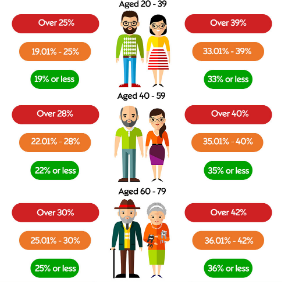 Aged 20 - 39
Over 25% Over 39%
19.01% - 25% 33.01% - 39%
19% or less 33% or less
Aged 40 - 59
Over 28% Over 40%
22.01% - 28% 35.01% - 40%
22% or less 35% or less
Aged 60 - 79
Over 30% Over 42%
25.01% - 30% 36.01% - 42%
25% or less 36% or less